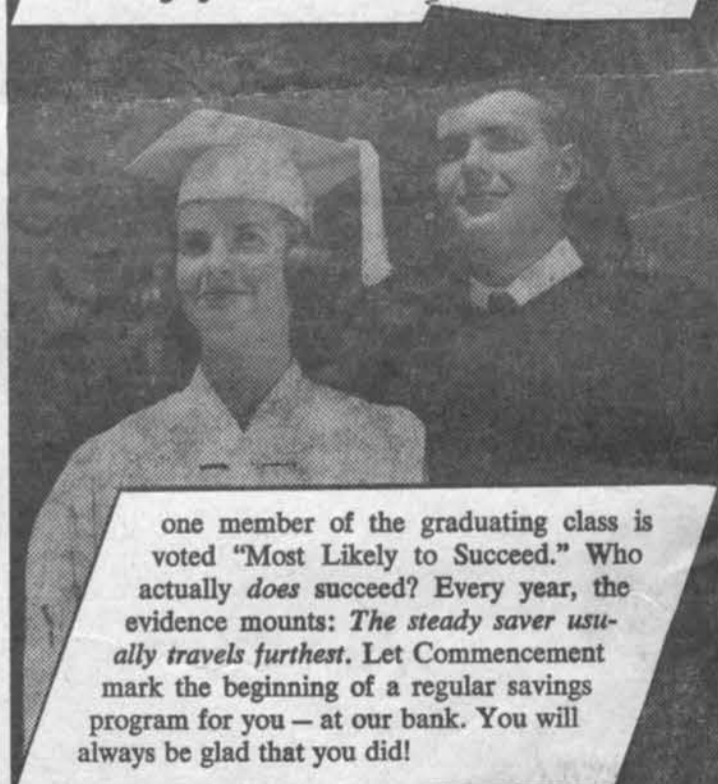 one member of the graduating class is
voted “Most Likely to Succeed.” Who
actually does succeed? Every year, the
evidence mounts: The steady saver usu-
ally travels furthest. Let Commencement
mark the beginning of a regular savings
program for you — at our bank. You will
always be glad that you did!